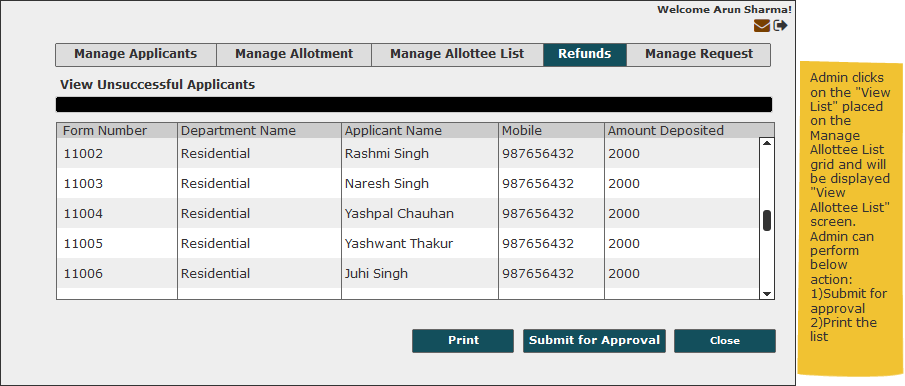 Welcome Arun Sharma!
Manage Applicants Manage Allotment Manage Allottee List Refunds Manage Request
View Unsuccessful Applicants
Form Number Department Name Applicant Name Mobile Amount Deposited
11002 Residential Rashmi Singh 987656432 2000
11003 Residential Naresh Singh 987656432 2000
11004 Residential Yashpal Chauhan 987656432 2000
11005 Residential Yashwant Thakur 987656432 2000
11006 Residential Juhi Singh 987656432 2000
Print Submit for Approval Close
Admin clicks
on the "View
List" placed
on the
Manage
Allottee List
grid and will
be displayed
"View
Allottee List"
screen.
Admin can
perform
below
action:
1)Submit for
approval
2)Print the
list